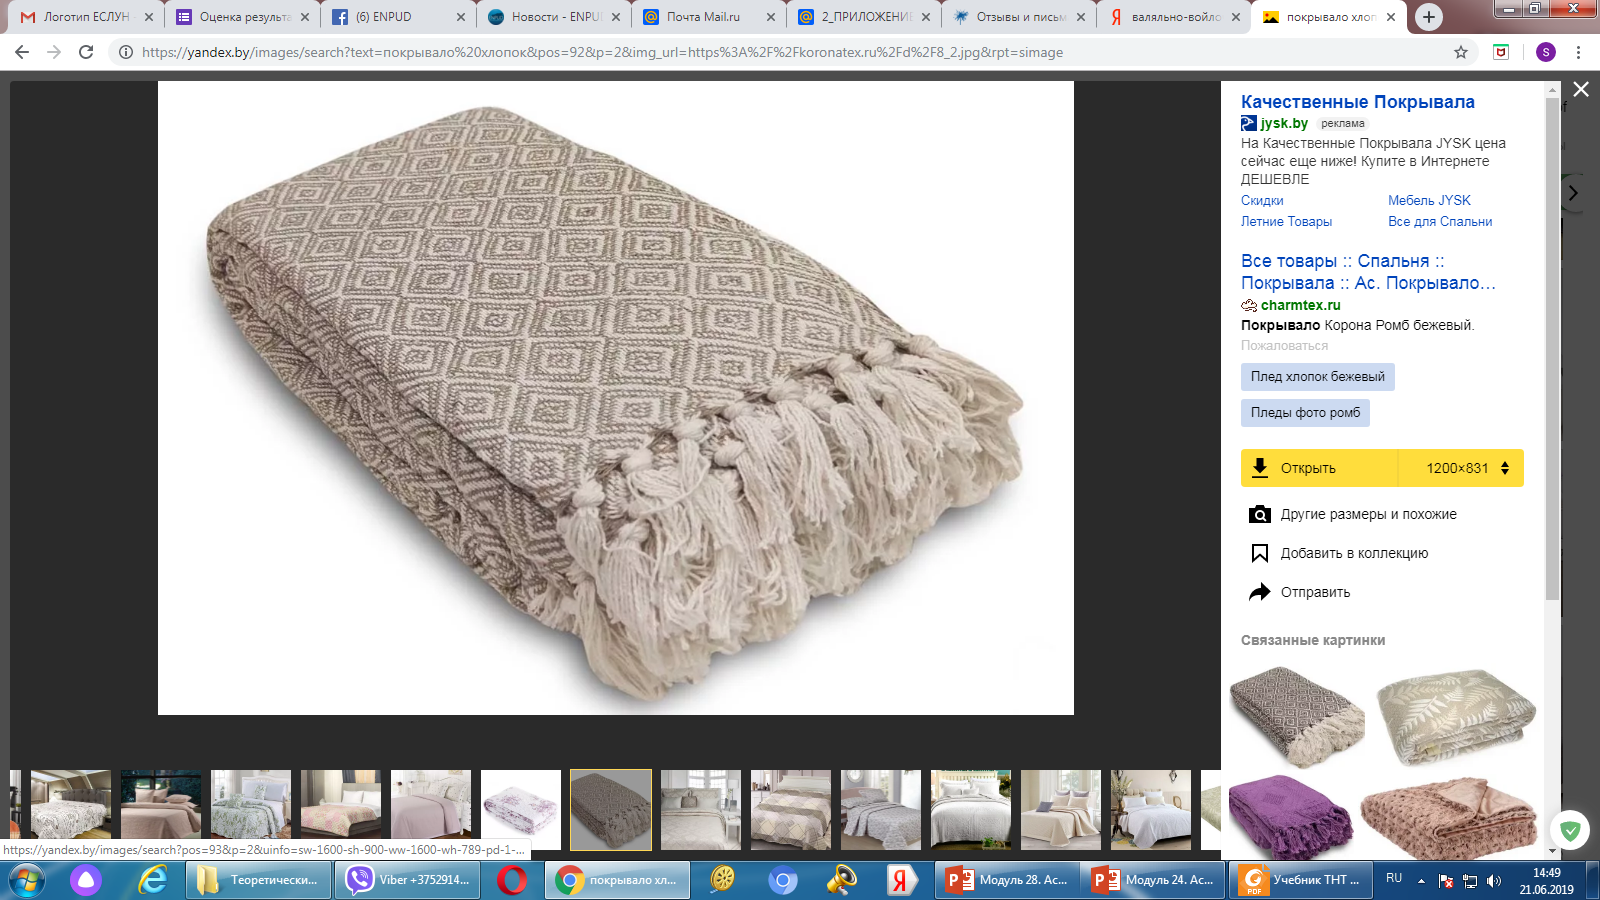 Логотип ЕСЛУН
Оценка результа
(6) ENPUD
Новости - ENPU
Почта Mail.ru
2_ПРИЛОЖЕНИЕ
Отзывы и письм
валяльно-войло
покрывало хлоп
https://yandex.by/images/search?text=покрывало%20хлопок&pos=92&p=2&img_url=https%3A%2F%2Fkoronatex.ru%2Fd%2F8_2.jpg&rpt=simage
S
Качественные Покрывала
jysk.by реклама
На Качественные Покрывала JYSK цена
сейчас еще ниже! Купите в Интернете
ДЕШЕВЛЕ
Скидки Мебель JYSK
Летние Товары Все для Спальни
Все товары :: Спальня ::
Покрывала :: Ас. Покрывало...
charmtex.ru
Покрывало Корона Ромб бежевый.
Пожаловаться
Плед хлопок бежевый
Пледы фото ромб
Открыть 1200×831
Другие размеры и похожие
Добавить в коллекцию
Отправить
Связанные картинки
https://yandex.by/images/search?pos=93&p=2&uinfo=sw-1600-sh-900-ww-1600-wh-789-pd-1-...
Теоретически...
Viber +3752914...
покрывало хл...
Модуль 28. Ас...
Модуль 24. Ас...
PDF
Учебник ТНТ ...
RU
14:49
21.06.2019